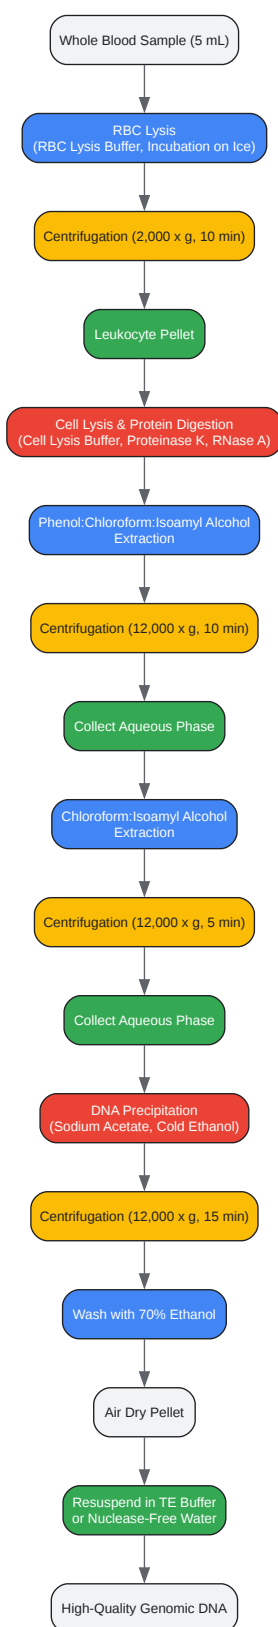 Whole Blood Sample (5 mL)
RBC Lysis
(RBC Lysis Buffer, Incubation on Ice)
Centrifugation (2,000 x g, 10 min)
Leukocyte Pellet
Cell Lysis & Protein Digestion
(Cell Lysis Buffer, Proteinase K, RNase A)
Phenol:Chloroform:Isoamyl Alcohol
Extraction
Centrifugation (12,000 x g, 10 min)
Collect Aqueous Phase
Chloroform:Isoamyl Alcohol
Extraction
Centrifugation (12,000 x g, 5 min)
Collect Aqueous Phase
DNA Precipitation
(Sodium Acetate, Cold Ethanol)
Centrifugation (12,000 x g, 15 min)
Wash with 70% Ethanol
Air Dry Pellet
Resuspend in TE Buffer
or Nuclease-Free Water
High-Quality Genomic DNA